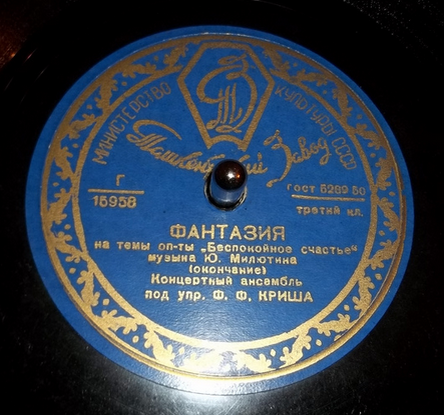 МИНИСТЕРСТВО КУЛЬТУРЫ СССР
ТЗ
Ташкентский Завод
Г
15958
Гост 5289-50
третий кл.
ФАНТАЗИЯ
на темы оп-ты „Беспокойное счастье"
музыка Ю. Милютина
(окончание)
Концертный ансамбль
под упр. Ф. Ф. КРИША